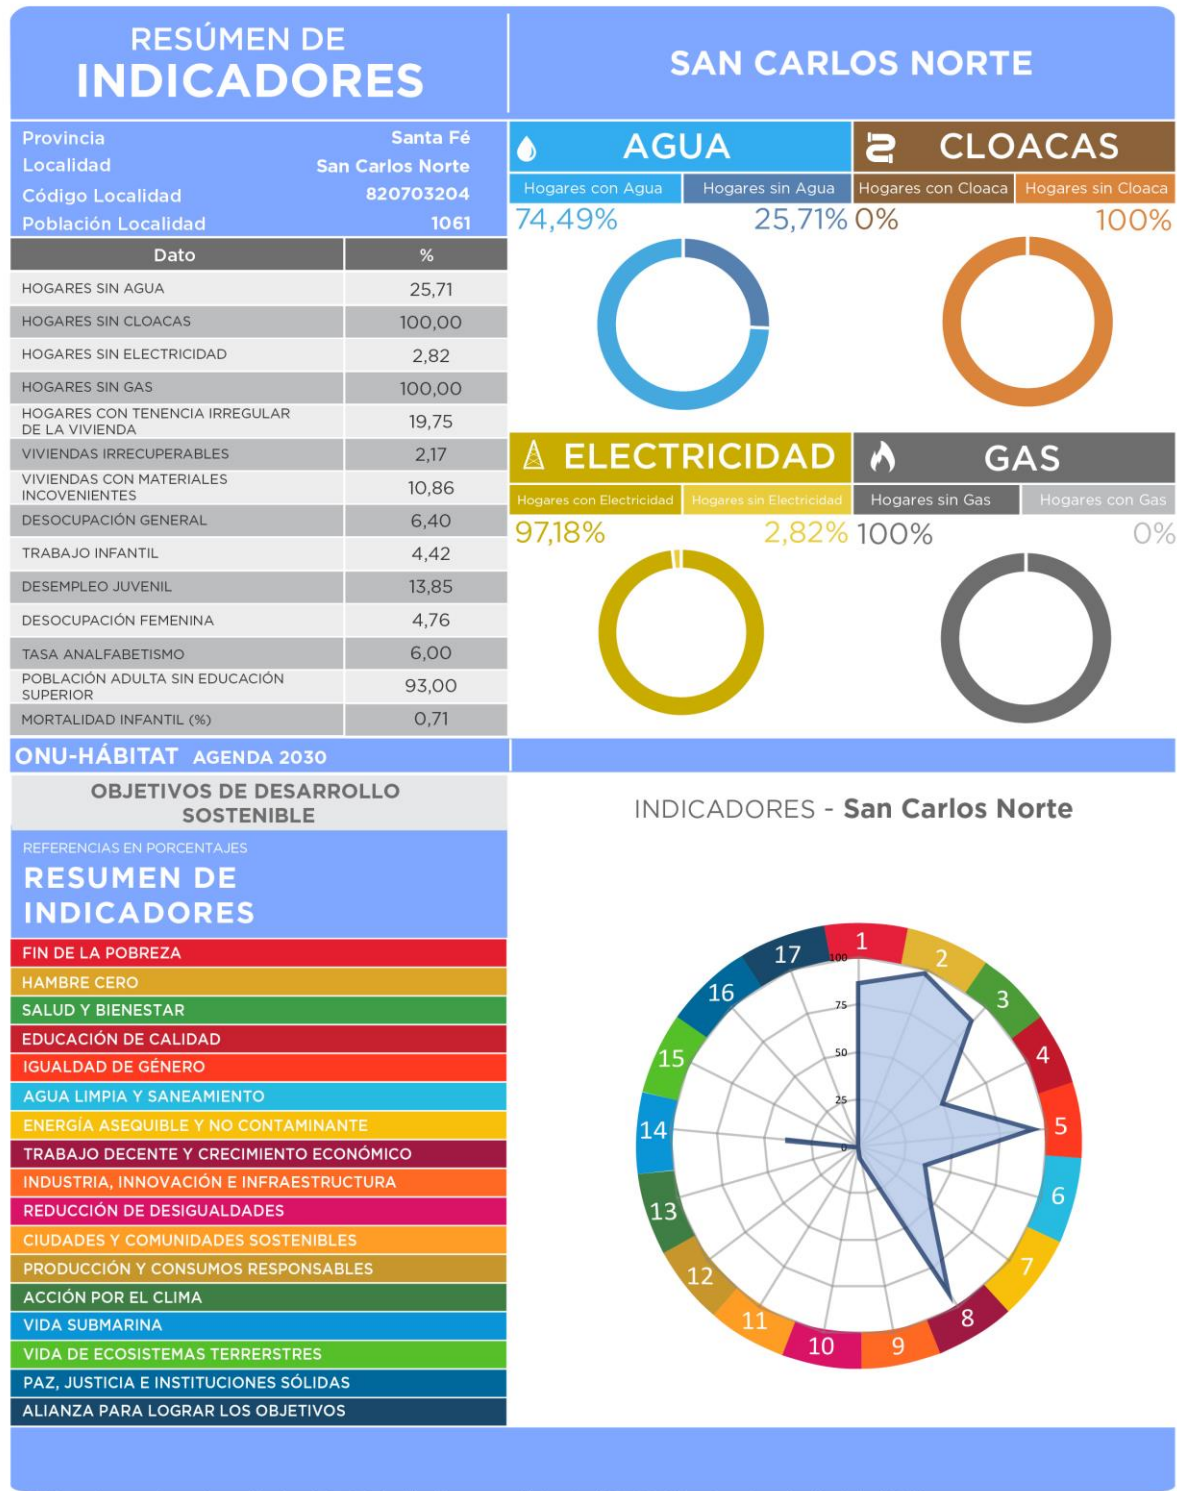 RESÚMEN DE
INDICADORES
SAN CARLOS NORTE
Provincia Santa Fé
Localidad San Carlos Norte
Código Localidad 820703204
Población Localidad 1061
Dato %
HOGARES SIN AGUA 25,71
HOGARES SIN CLOACAS 100,00
HOGARES SIN ELECTRICIDAD 2,82
HOGARES SIN GAS 100,00
HOGARES CON TENENCIA IRREGULAR
DE LA VIVIENDA 19,75
VIVIENDAS IRRECUPERABLES 2,17
VIVIENDAS CON MATERIALES
INCOVENIENTES 10,86
DESOCUPACIÓN GENERAL 6,40
TRABAJO INFANTIL 4,42
DESEMPLEO JUVENIL 13,85
DESOCUPACIÓN FEMENINA 4,76
TASA ANALFABETISMO 6,00
POBLACIÓN ADULTA SIN EDUCACIÓN
SUPERIOR 93,00
MORTALIDAD INFANTIL (%) 0,71
AGUA
Hogares con Agua Hogares sin Agua
74,49% 25,71%
CLOACAS
Hogares con Cloaca Hogares sin Cloaca
0% 100%
ELECTRICIDAD
Hogares con Electricidad Hogares sin Electricidad
97,18% 2,82%
GAS
Hogares sin Gas Hogares con Gas
100% 0%
ONU-HÁBITAT AGENDA 2030
OBJETIVOS DE DESARROLLO
SOSTENIBLE
REFERENCIAS EN PORCENTAJES
RESUMEN DE
INDICADORES
FIN DE LA POBREZA
HAMBRE CERO
SALUD Y BIENESTAR
EDUCACIÓN DE CALIDAD
IGUALDAD DE GÉNERO
AGUA LIMPIA Y SANEAMIENTO
ENERGÍA ASEQUIBLE Y NO CONTAMINANTE
TRABAJO DECENTE Y CRECIMIENTO ECONÓMICO
INDUSTRIA, INNOVACIÓN E INFRAESTRUCTURA
REDUCCIÓN DE DESIGUALDADES
CIUDADES Y COMUNIDADES SOSTENIBLES
PRODUCCIÓN Y CONSUMOS RESPONSABLES
ACCIÓN POR EL CLIMA
VIDA SUBMARINA
VIDA DE ECOSISTEMAS TERRERSTRES
PAZ, JUSTICIA E INSTITUCIONES SÓLIDAS
ALIANZA PARA LOGRAR LOS OBJETIVOS
INDICADORES - San Carlos Norte
1
2
3
4
5
6
7
8
9
10
11
12
13
14
15
16
17
100
75
50
25
0